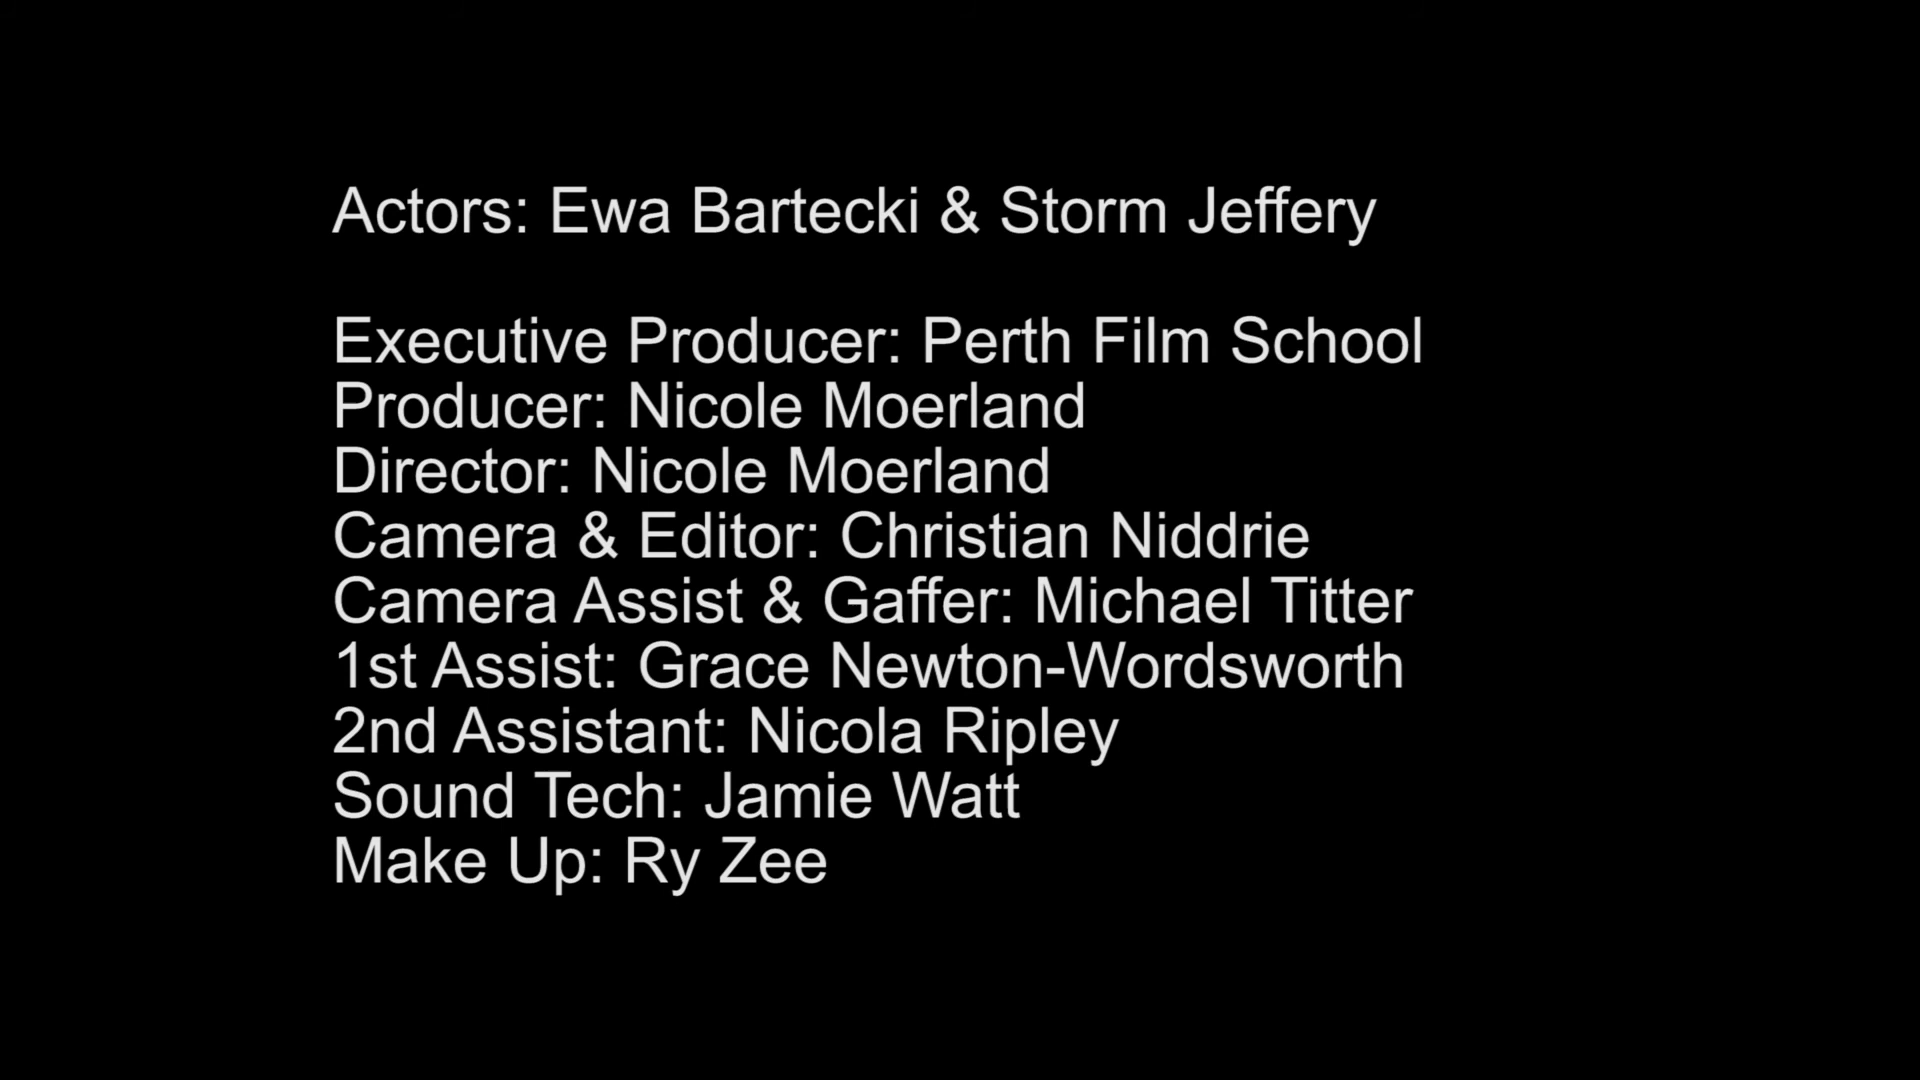 Actors: Ewa Bartecki & Storm Jeffery
Executive Producer: Perth Film School
Producer: Nicole Moerland
Director: Nicole Moerland
Camera & Editor: Christian Niddrie
Camera Assist & Gaffer: Michael Titter
1st Assist: Grace Newton-Wordsworth
2nd Assistant: Nicola Ripley
Sound Tech: Jamie Watt
Make Up: Ry Zee